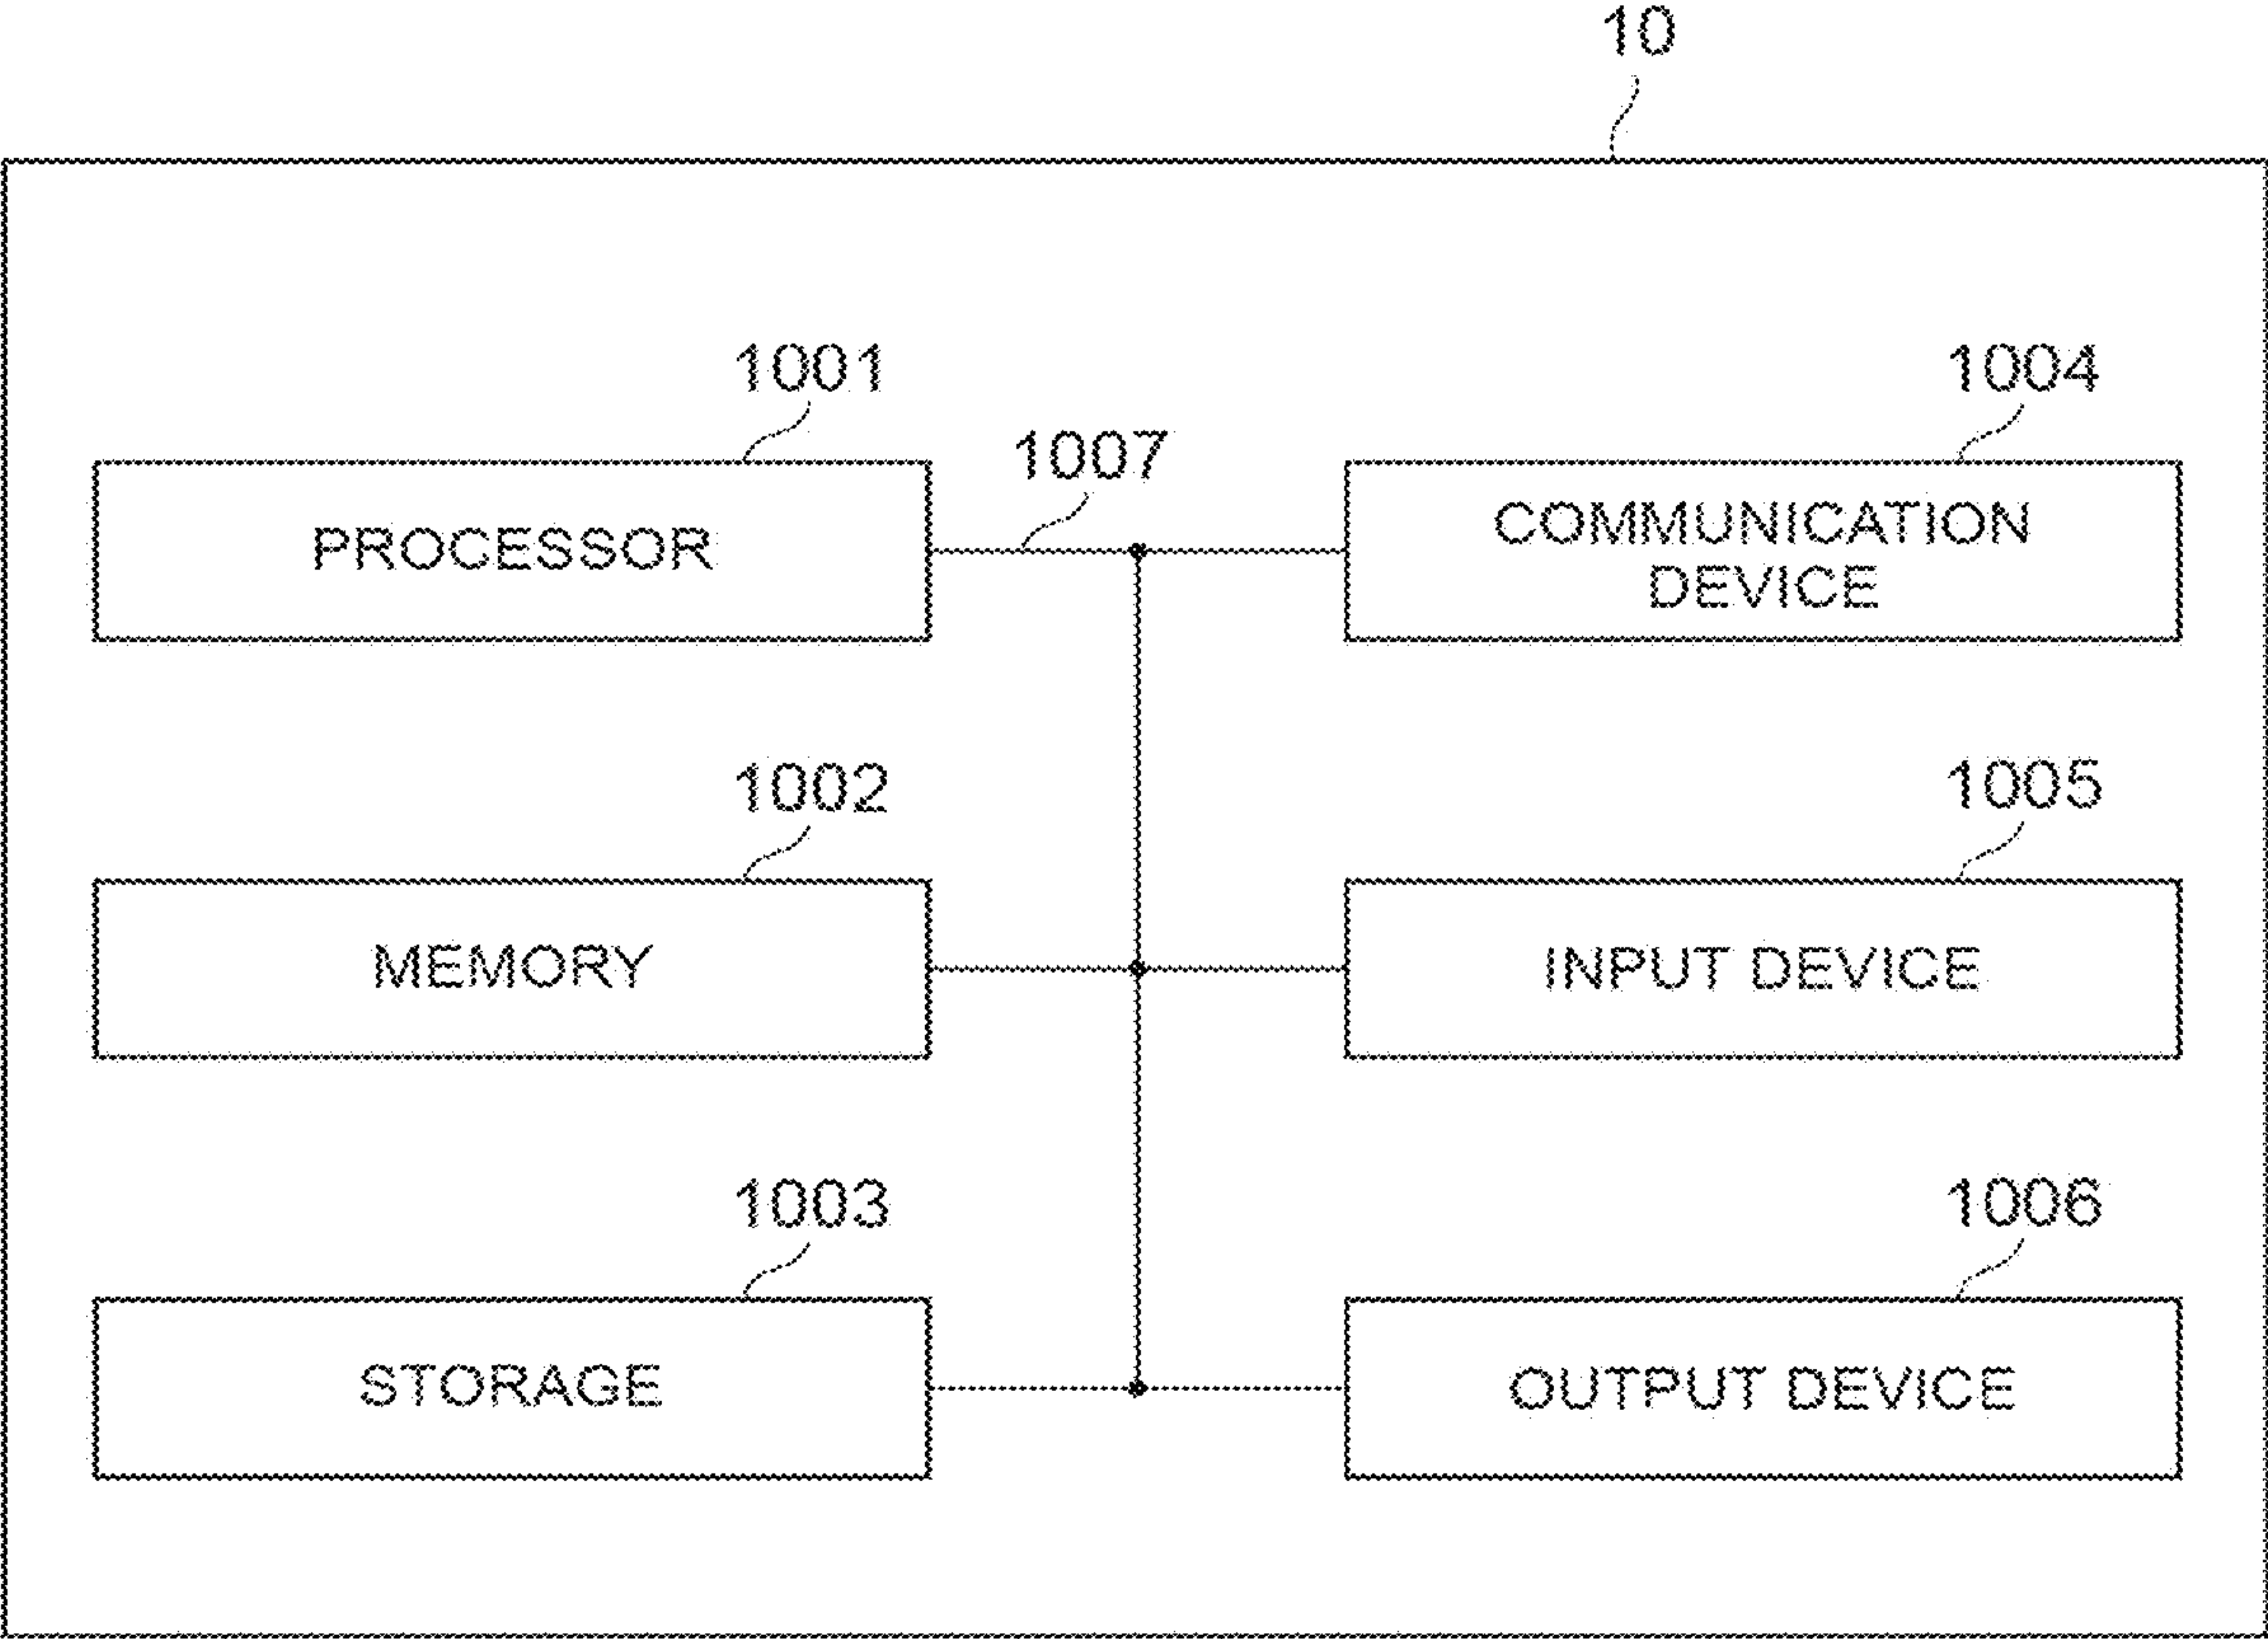 10
1001
1004
1007
PROCESSOR
COMMUNICATION
DEVICE
1002
1005
MEMORY
INPUT DEVICE
1003
1006
STORAGE
OUTPUT DEVICE